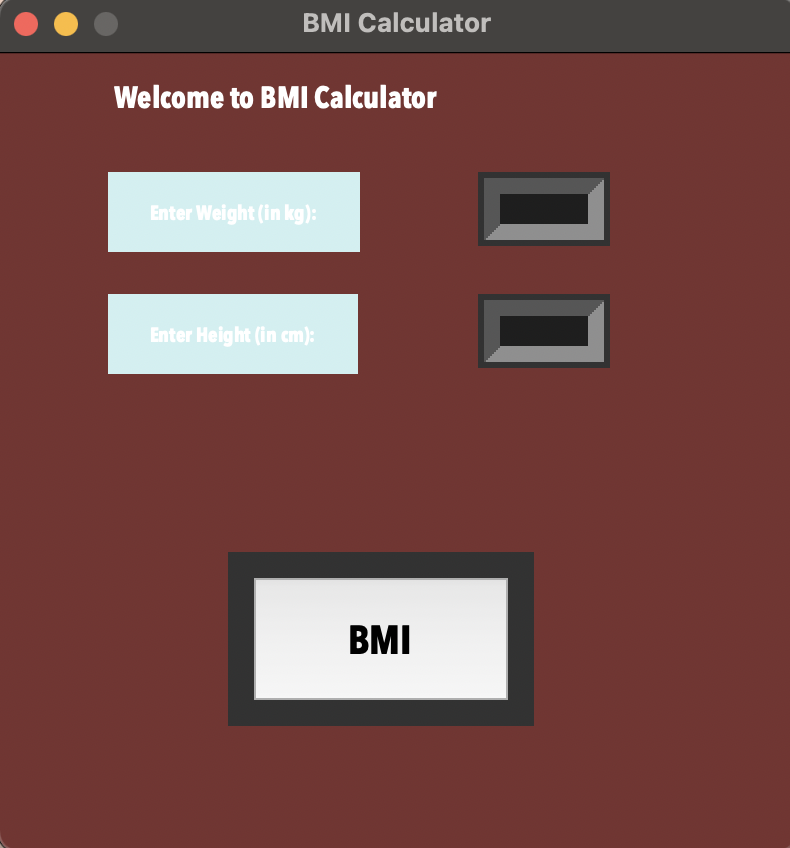 BMI Calculator
Welcome to BMI Calculator
Enter Weight (in kg):
Enter Height (in cm):
BMI